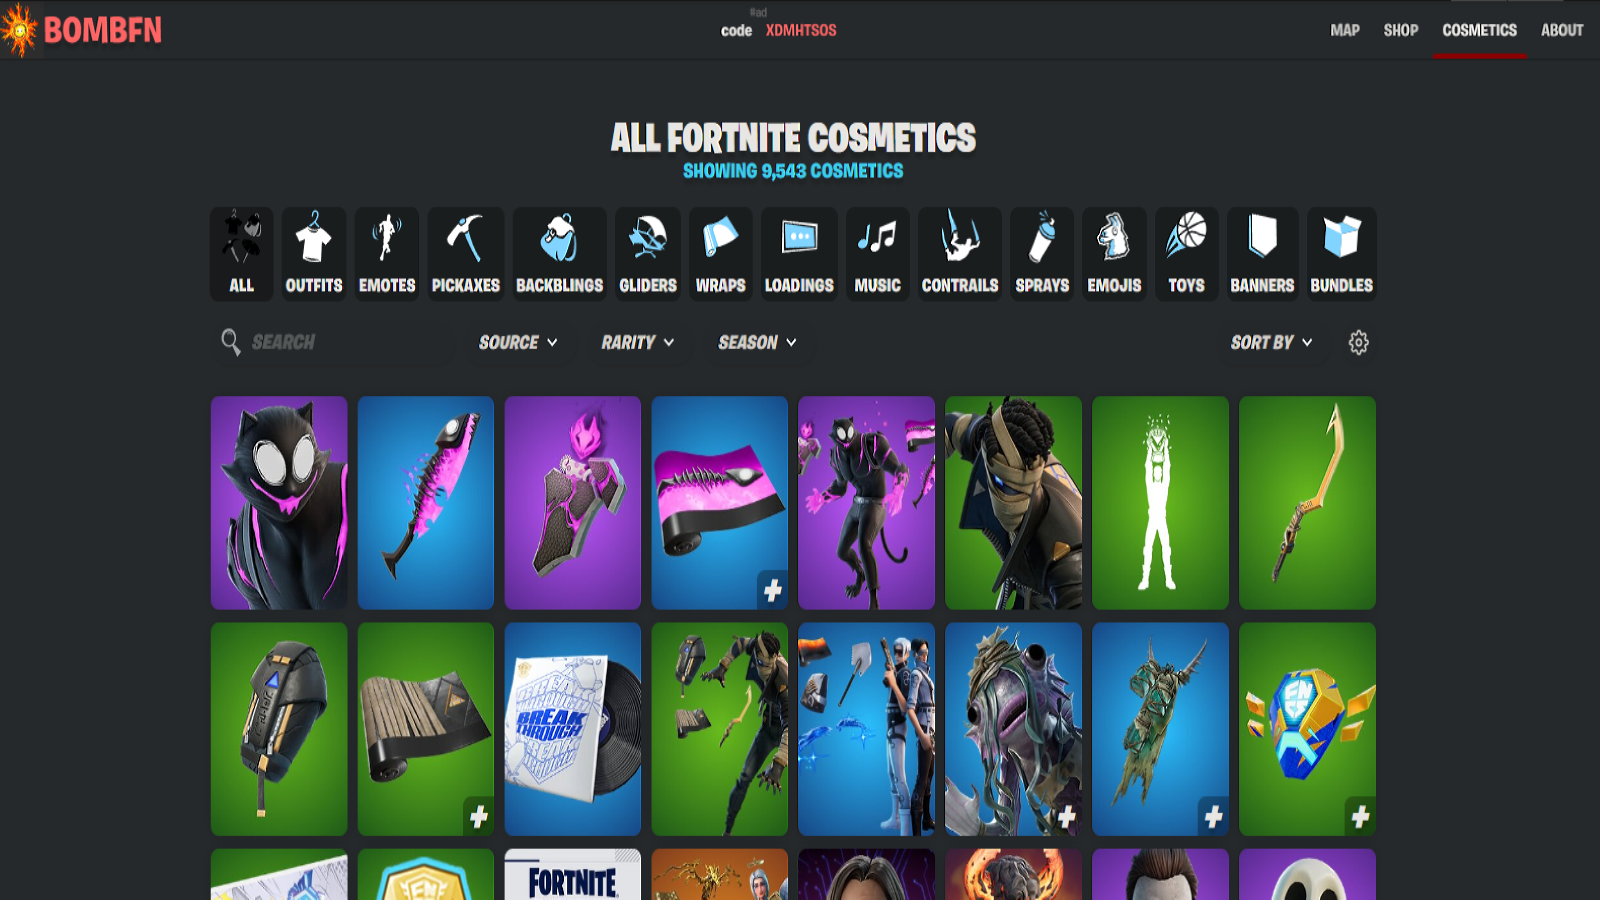 BOMBFN
#ad
code XDMHTSOS
MAP SHOP COSMETICS ABOUT
ALL FORTNITE COSMETICS
SHOWING 9,543 COSMETICS
ALL OUTFITS EMOTES PICKAXES BACKBLINGS GLIDERS WRAPS LOADINGS MUSIC CONTRAILS SPRAYS EMOJIS TOYS BANNERS BUNDLES
SEARCH SOURCE RARITY SEASON SORT BY
BREAK
THROUGH
FN
CS
FORTNITE